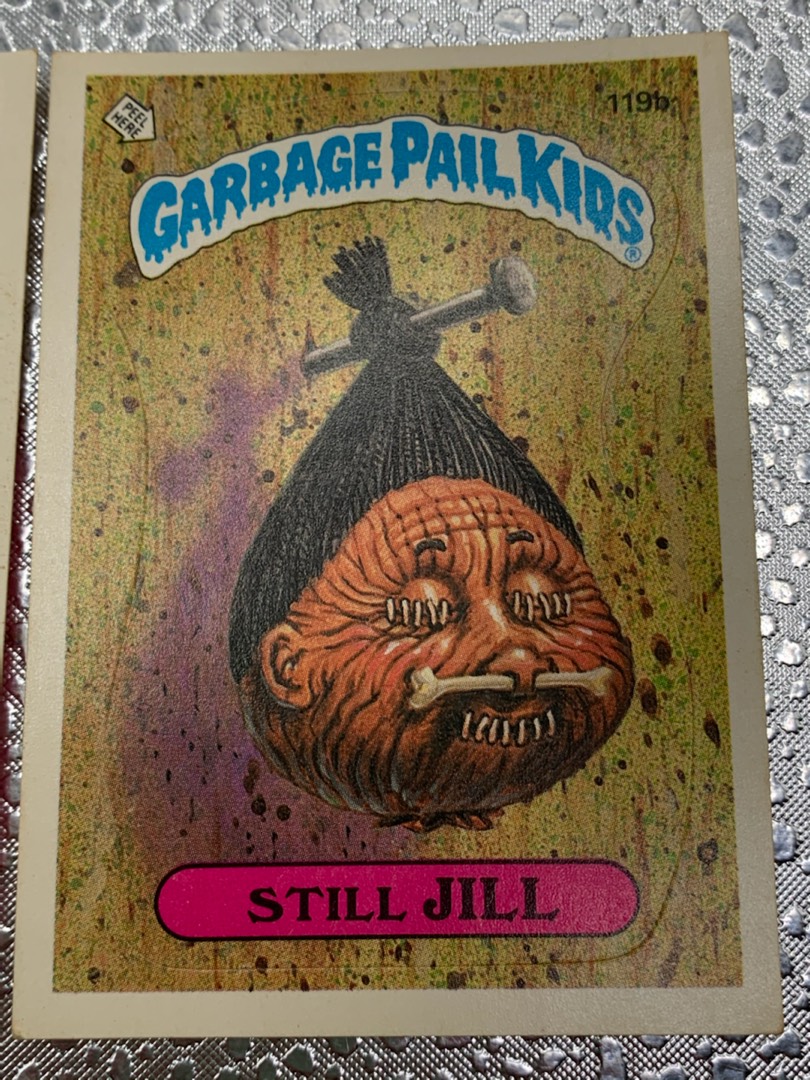 PEEL
HERE
119b
GARBAGE PAIL KIDS
®
STILL JILL